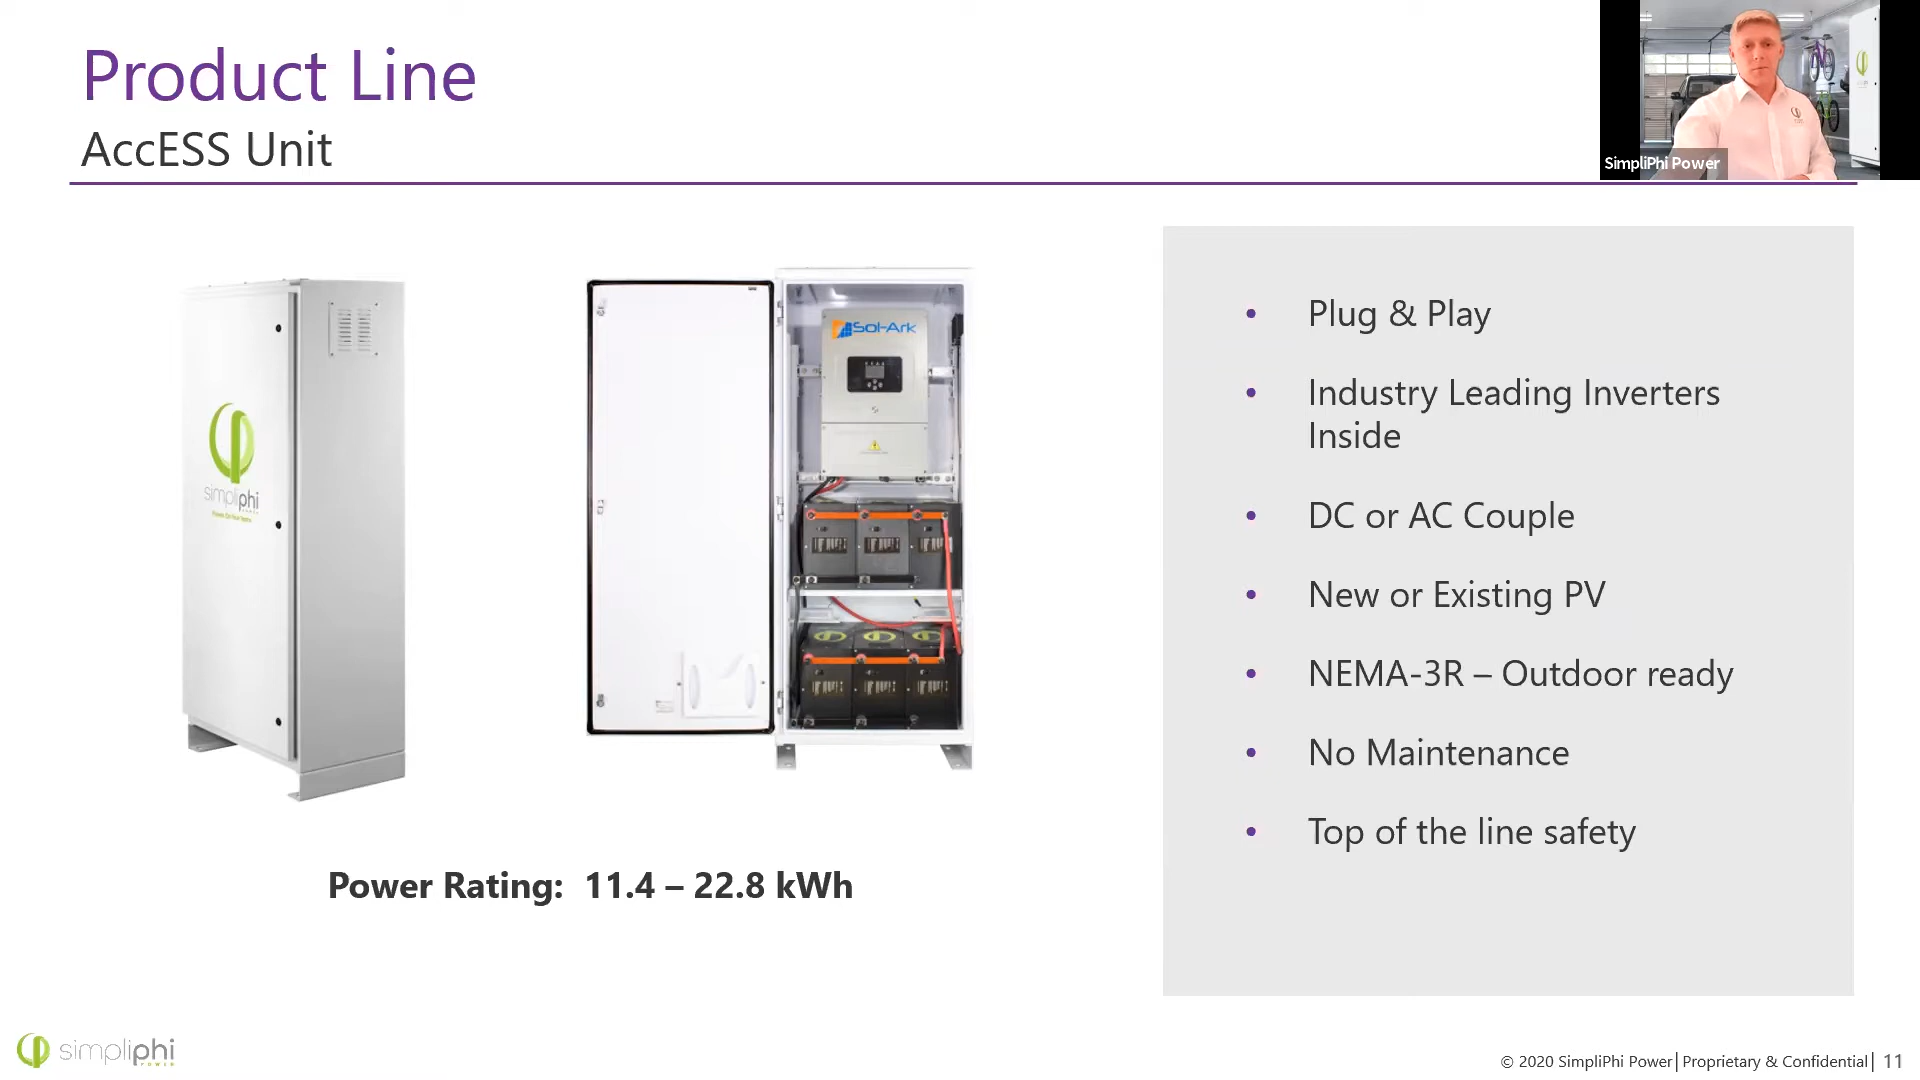 Product Line
AccESS Unit
SimpliPhi Power
simpliphi
Sol-Ark
Plug & Play
Industry Leading Inverters
Inside
DC or AC Couple
New or Existing PV
NEMA-3R – Outdoor ready
No Maintenance
Top of the line safety
Power Rating: 11.4 – 22.8 kWh
simpliphi
POWER
© 2020 SimpliPhi Power | Proprietary & Confidential | 11